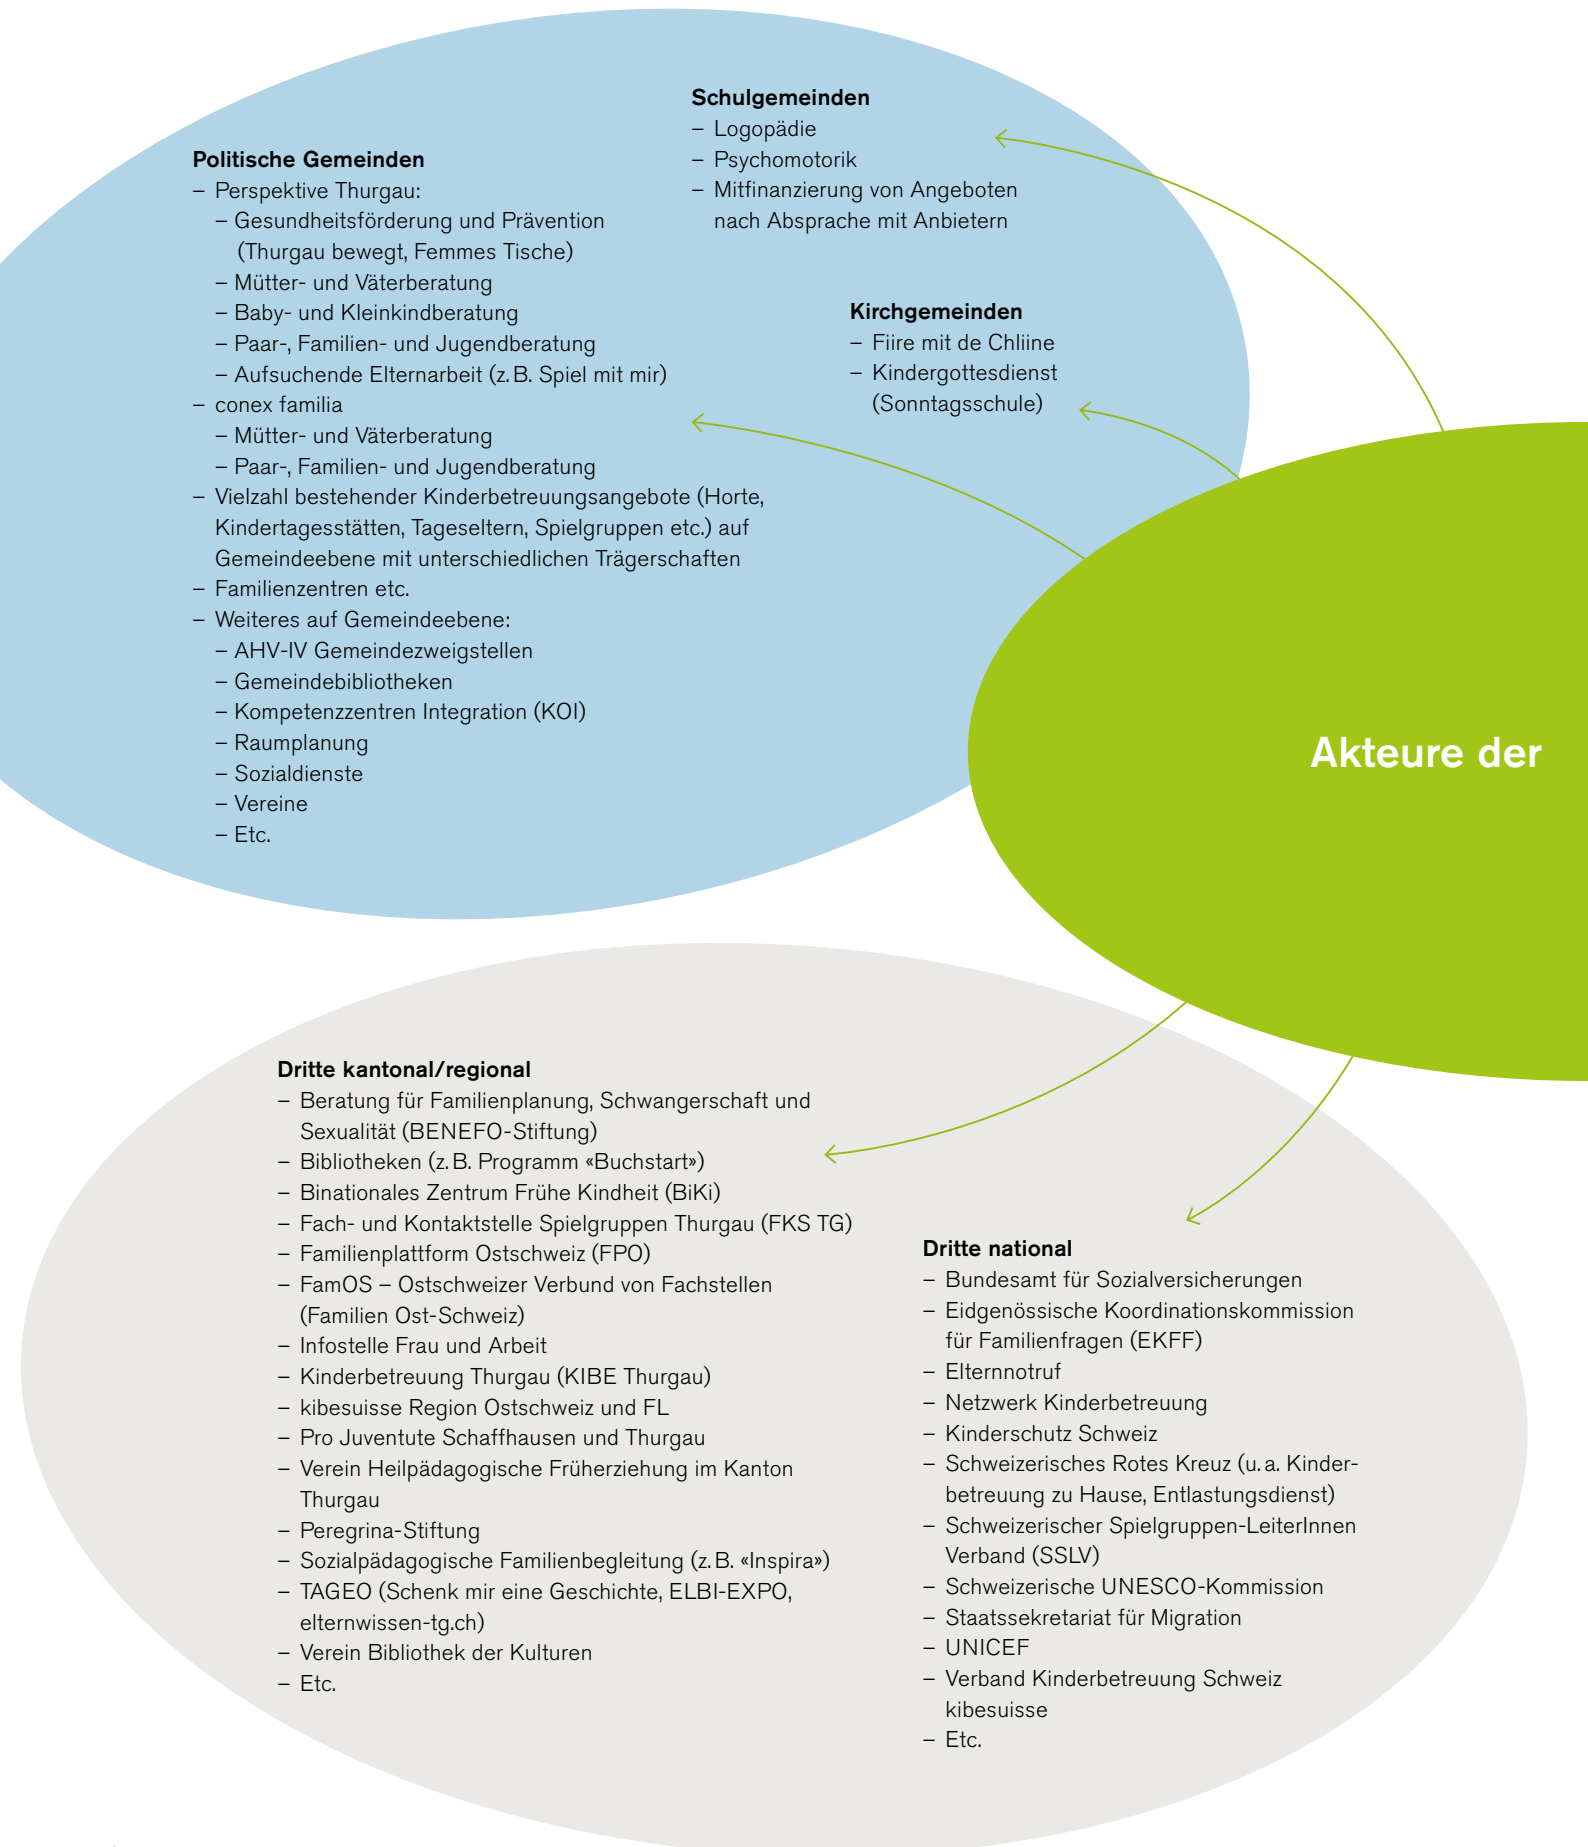 Schulgemeinden
– Logopädie
– Psychomotorik
– Mitfinanzierung von Angeboten
nach Absprache mit Anbietern
Politische Gemeinden
– Perspektive Thurgau:
– Gesundheitsförderung und Prävention
(Thurgau bewegt, Femmes Tische)
– Mütter- und Väterberatung
– Baby- und Kleinkindberatung
– Paar-, Familien- und Jugendberatung
– Aufsuchende Elternarbeit (z. B. Spiel mit mir)
– conex familia
– Mütter- und Väterberatung
– Paar-, Familien- und Jugendberatung
– Vielzahl bestehender Kinderbetreuungsangebote (Horte,
Kindertagesstätten, Tageseltern, Spielgruppen etc.) auf
Gemeindeebene mit unterschiedlichen Trägerschaften
– Familienzentren etc.
– Weiteres auf Gemeindeebene:
– AHV-IV Gemeindezweigstellen
– Gemeindebibliotheken
– Kompetenzzentren Integration (KOI)
– Raumplanung
– Sozialdienste
– Vereine
– Etc.
Kirchgemeinden
– Fiire mit de Chliine
– Kindergottesdienst
(Sonntagsschule)
Akteure der
Dritte kantonal/regional
– Beratung für Familienplanung, Schwangerschaft und
Sexualität (BENEFO-Stiftung)
– Bibliotheken (z. B. Programm «Buchstart»)
– Binationales Zentrum Frühe Kindheit (BiKi)
– Fach- und Kontaktstelle Spielgruppen Thurgau (FKS TG)
– Familienplattform Ostschweiz (FPO)
– FamOS – Ostschweizer Verbund von Fachstellen
(Familien Ost-Schweiz)
– Infostelle Frau und Arbeit
– Kinderbetreuung Thurgau (KIBE Thurgau)
– kibesuisse Region Ostschweiz und FL
– Pro Juventute Schaffhausen und Thurgau
– Verein Heilpädagogische Früherziehung im Kanton
Thurgau
– Peregrina-Stiftung
– Sozialpädagogische Familienbegleitung (z. B. «Inspira»)
– TAGEO (Schenk mir eine Geschichte, ELBI-EXPO,
elternwissen-tg.ch)
– Verein Bibliothek der Kulturen
– Etc.
Dritte national
– Bundesamt für Sozialversicherungen
– Eidgenössische Koordinationskommission
für Familienfragen (EKFF)
– Elternnotruf
– Netzwerk Kinderbetreuung
– Kinderschutz Schweiz
– Schweizerisches Rotes Kreuz (u. a. Kinder-
betreuung zu Hause, Entlastungsdienst)
– Schweizerischer Spielgruppen-LeiterInnen
Verband (SSLV)
– Schweizerische UNESCO-Kommission
– Staatssekretariat für Migration
– UNICEF
– Verband Kinderbetreuung Schweiz
kibesuisse
– Etc.